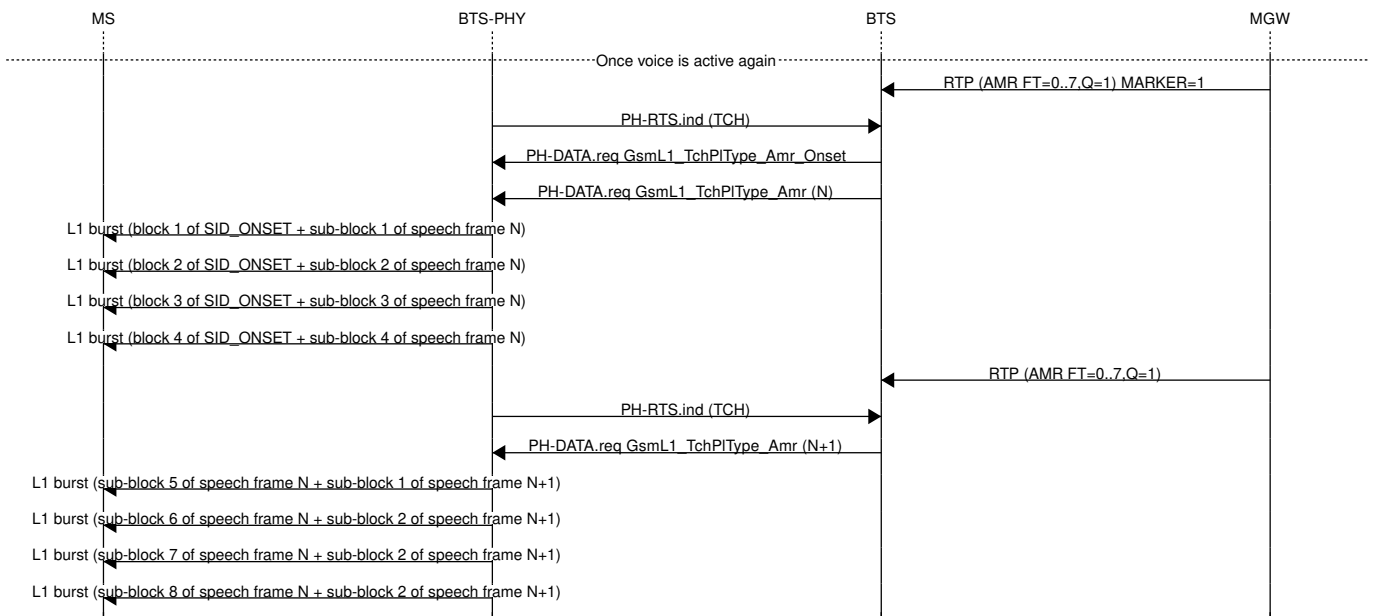 MS BTS-PHY BTS MGW
Once voice is active again
RTP (AMR FT=0..7,Q=1) MARKER=1
PH-RTS.ind (TCH)
PH-DATA.req GsmL1_TchPlType_Amr_Onset
PH-DATA.req GsmL1_TchPlType_Amr (N)
L1 burst (block 1 of SID_ONSET + sub-block 1 of speech frame N)
L1 burst (block 2 of SID_ONSET + sub-block 2 of speech frame N)
L1 burst (block 3 of SID_ONSET + sub-block 3 of speech frame N)
L1 burst (block 4 of SID_ONSET + sub-block 4 of speech frame N)
RTP (AMR FT=0..7,Q=1)
PH-RTS.ind (TCH)
PH-DATA.req GsmL1_TchPlType_Amr (N+1)
L1 burst (sub-block 5 of speech frame N + sub-block 1 of speech frame N+1)
L1 burst (sub-block 6 of speech frame N + sub-block 2 of speech frame N+1)
L1 burst (sub-block 7 of speech frame N + sub-block 2 of speech frame N+1)
L1 burst (sub-block 8 of speech frame N + sub-block 2 of speech frame N+1)